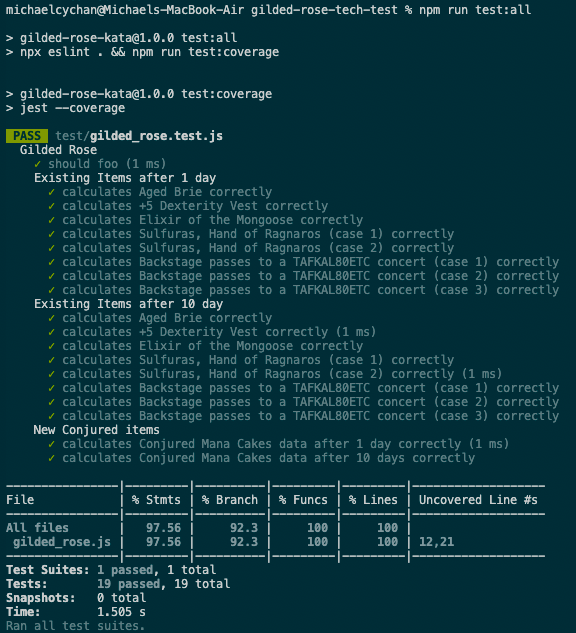 michaelcychan@Michaels-MacBook-Air gilded-rose-tech-test % npm run test:all
> gilded-rose-kata@1.0.0 test:all
> npx eslint . && npm run test:coverage
> gilded-rose-kata@1.0.0 test:coverage
> jest --coverage
PASS test/gilded_rose.test.js
Gilded Rose
✓ should foo (1 ms)
Existing Items after 1 day
✓ calculates Aged Brie correctly
✓ calculates +5 Dexterity Vest correctly
✓ calculates Elixir of the Mongoose correctly
✓ calculates Sulfuras, Hand of Ragnaros (case 1) correctly
✓ calculates Sulfuras, Hand of Ragnaros (case 2) correctly
✓ calculates Backstage passes to a TAFKAL80ETC concert (case 1) correctly
✓ calculates Backstage passes to a TAFKAL80ETC concert (case 2) correctly
✓ calculates Backstage passes to a TAFKAL80ETC concert (case 3) correctly
Existing Items after 10 day
✓ calculates Aged Brie correctly
✓ calculates +5 Dexterity Vest correctly (1 ms)
✓ calculates Elixir of the Mongoose correctly
✓ calculates Sulfuras, Hand of Ragnaros (case 1) correctly
✓ calculates Sulfuras, Hand of Ragnaros (case 2) correctly (1 ms)
✓ calculates Backstage passes to a TAFKAL80ETC concert (case 1) correctly
✓ calculates Backstage passes to a TAFKAL80ETC concert (case 2) correctly
✓ calculates Backstage passes to a TAFKAL80ETC concert (case 3) correctly
New Conjured items
✓ calculates Conjured Mana Cakes data after 1 day correctly (1 ms)
✓ calculates Conjured Mana Cakes data after 10 days correctly
----------------|---------|----------|---------|---------|-------------------
File | % Stmts | % Branch | % Funcs | % Lines | Uncovered Line #s
----------------|---------|----------|---------|---------|-------------------
All files | 97.56 | 92.3 | 100 | 100 |
gilded_rose.js | 97.56 | 92.3 | 100 | 100 | 12,21
----------------|---------|----------|---------|---------|-------------------
Test Suites: 1 passed, 1 total
Tests: 19 passed, 19 total
Snapshots: 0 total
Time: 1.505 s
Ran all test suites.